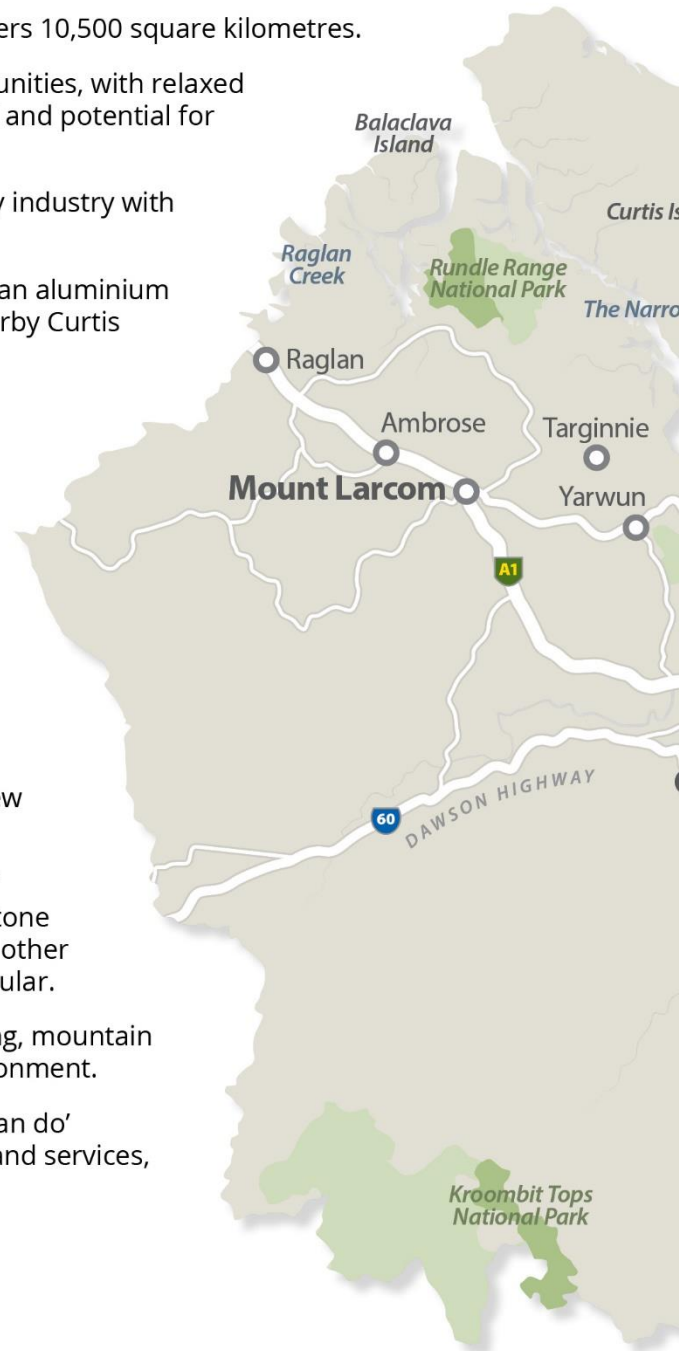 ers 10,500 square kilometres.
unities, with relaxed
and potential for
industry with
an aluminium
rby Curtis
ew
tone
other
ular.
g, mountain
onment.
an do’
and services,
Balaclava
Island
Curtis Is
Raglan
Creek
Rundle Range
National Park
The Narro
Raglan
Ambrose
Targinnie
Mount Larcom
Yarwun
A1
60
DAWSON HIGHWAY
Kroombit Tops
National Park